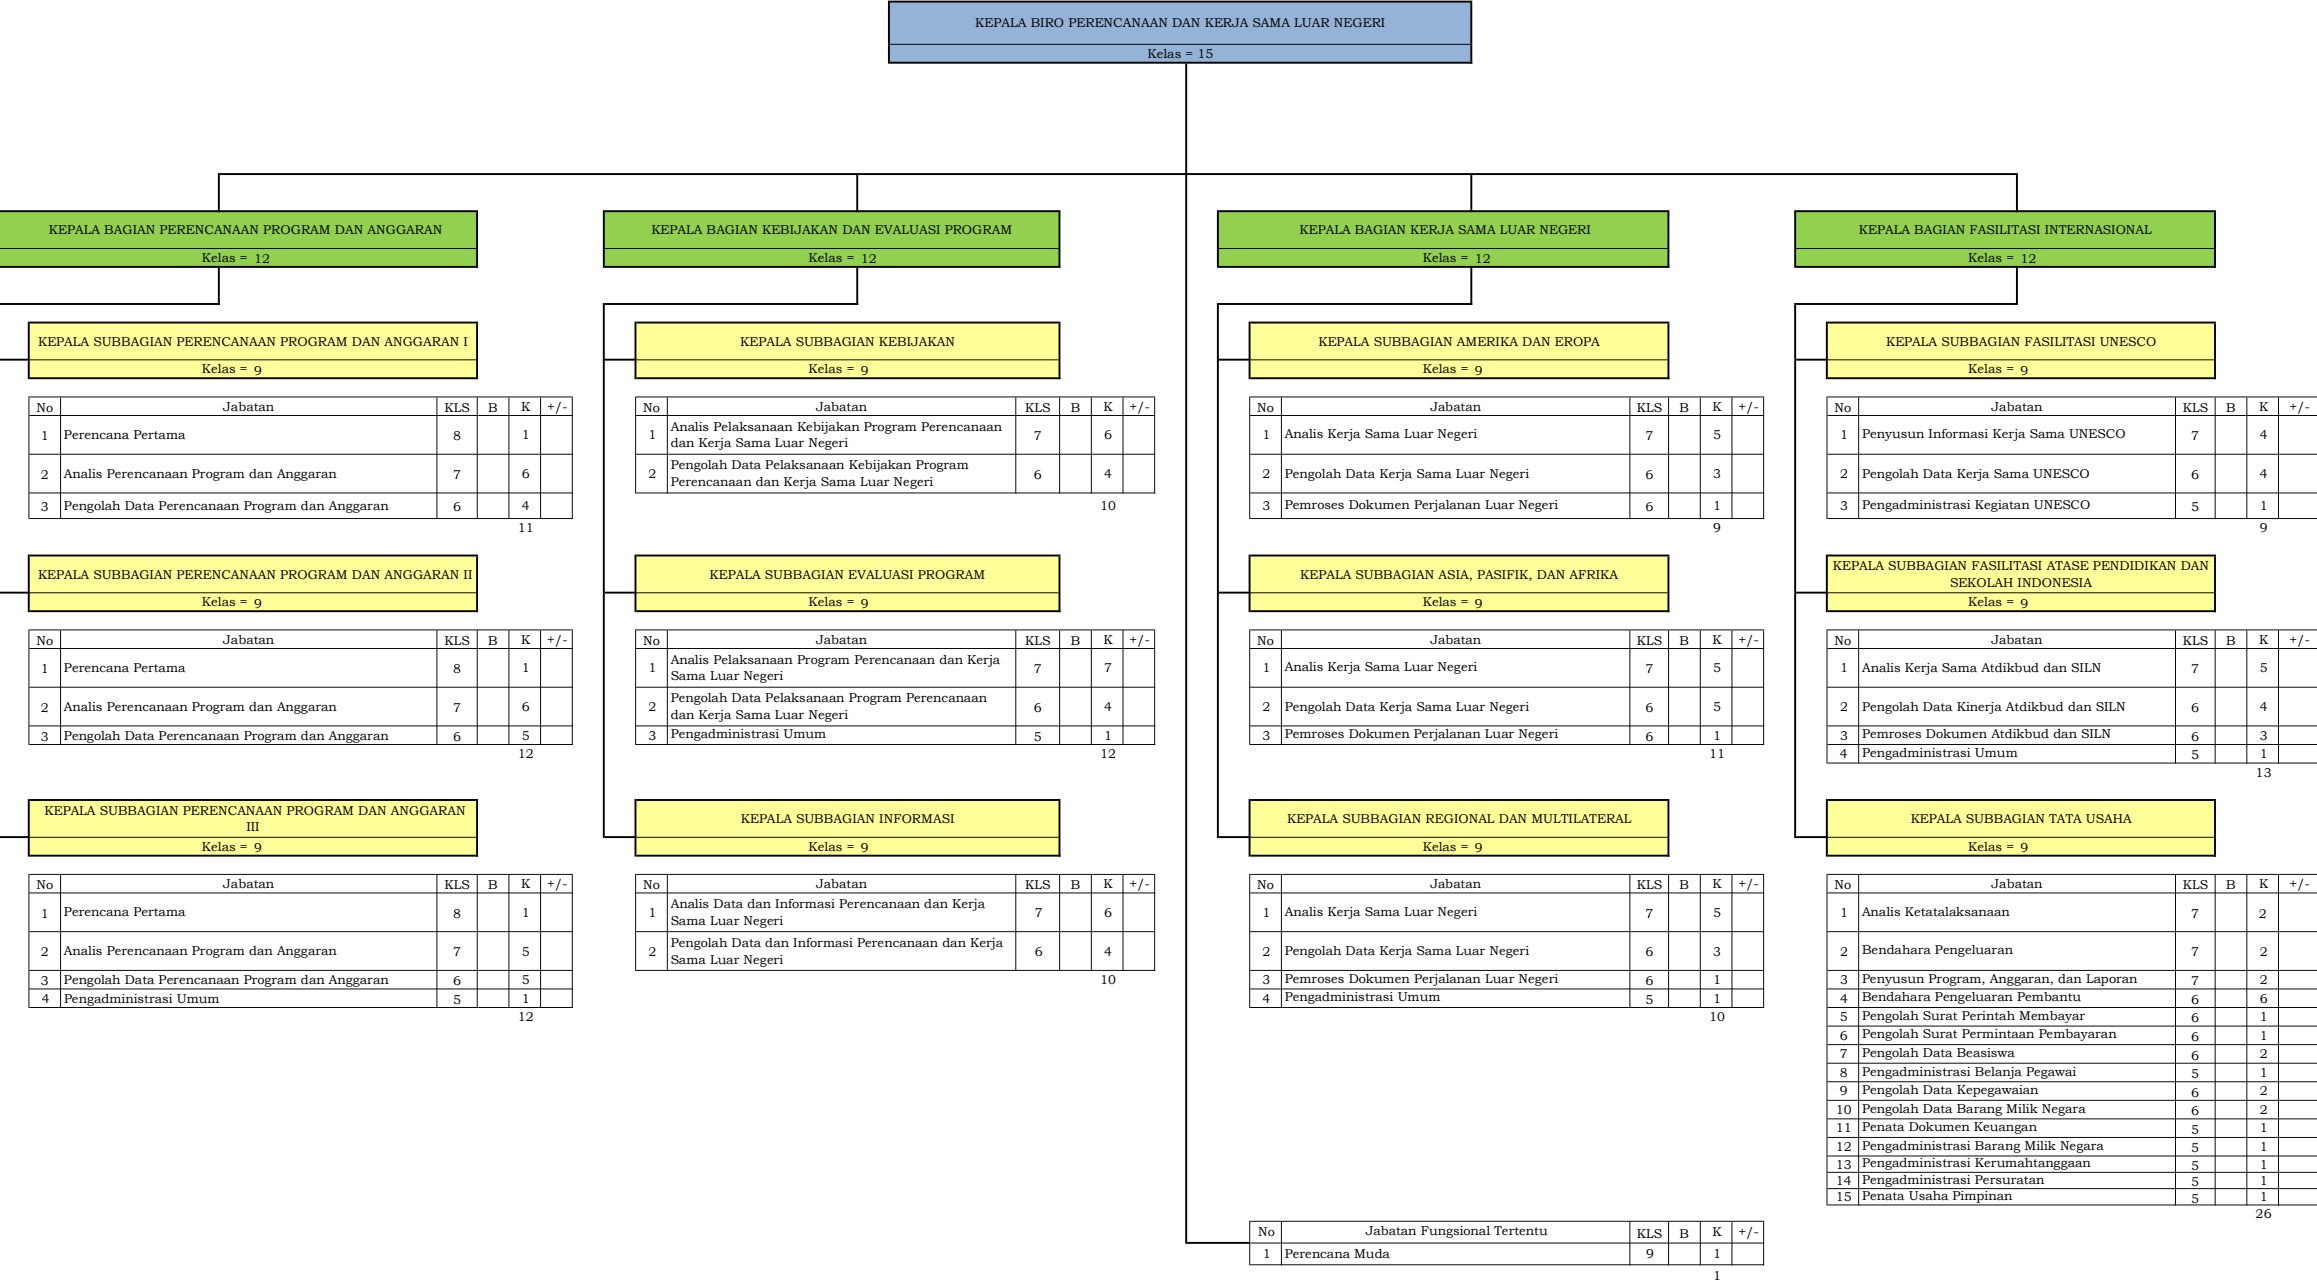 KEPALA BIRO PERENCANAAN DAN KERJA SAMA LUAR NEGERI
Kelas = 15
KEPALA BAGIAN PERENCANAAN PROGRAM DAN ANGGARAN
Kelas = 12
KEPALA SUBBAGIAN PERENCANAAN PROGRAM DAN ANGGARAN I
Kelas = 9
No Jabatan KLS B K +/-
1 Perencana Pertama 8 1
2 Analis Perencanaan Program dan Anggaran 7 6
3 Pengolah Data Perencanaan Program dan Anggaran 6 4
11
KEPALA SUBBAGIAN PERENCANAAN PROGRAM DAN ANGGARAN II
Kelas = 9
No Jabatan KLS B K +/-
1 Perencana Pertama 8 1
2 Analis Perencanaan Program dan Anggaran 7 6
3 Pengolah Data Perencanaan Program dan Anggaran 6 5
12
KEPALA SUBBAGIAN PERENCANAAN PROGRAM DAN ANGGARAN
III
Kelas = 9
No Jabatan KLS B K +/-
1 Perencana Pertama 8 1
2 Analis Perencanaan Program dan Anggaran 7 5
3 Pengolah Data Perencanaan Program dan Anggaran 6 5
4 Pengadministrasi Umum 5 1
12
KEPALA BAGIAN KEBIJAKAN DAN EVALUASI PROGRAM
Kelas = 12
KEPALA SUBBAGIAN KEBIJAKAN
Kelas = 9
No Jabatan KLS B K +/-
1 Analis Pelaksanaan Kebijakan Program Perencanaan
dan Kerja Sama Luar Negeri 7 6
2 Pengolah Data Pelaksanaan Kebijakan Program
Perencanaan dan Kerja Sama Luar Negeri 6 4
10
KEPALA SUBBAGIAN EVALUASI PROGRAM
Kelas = 9
No Jabatan KLS B K +/-
1 Analis Pelaksanaan Program Perencanaan dan Kerja
Sama Luar Negeri 7 7
2 Pengolah Data Pelaksanaan Program Perencanaan
dan Kerja Sama Luar Negeri 6 4
3 Pengadministrasi Umum 5 1
12
KEPALA SUBBAGIAN INFORMASI
Kelas = 9
No Jabatan KLS B K +/-
1 Analis Data dan Informasi Perencanaan dan Kerja
Sama Luar Negeri 7 6
2 Pengolah Data dan Informasi Perencanaan dan Kerja
Sama Luar Negeri 6 4
10
KEPALA BAGIAN KERJA SAMA LUAR NEGERI
Kelas = 12
KEPALA SUBBAGIAN AMERIKA DAN EROPA
Kelas = 9
No Jabatan KLS B K +/-
1 Analis Kerja Sama Luar Negeri 7 5
2 Pengolah Data Kerja Sama Luar Negeri 6 3
3 Pemroses Dokumen Perjalanan Luar Negeri 6 1
9
KEPALA SUBBAGIAN ASIA, PASIFIK, DAN AFRIKA
Kelas = 9
No Jabatan KLS B K +/-
1 Analis Kerja Sama Luar Negeri 7 5
2 Pengolah Data Kerja Sama Luar Negeri 6 5
3 Pemroses Dokumen Perjalanan Luar Negeri 6 1
11
KEPALA SUBBAGIAN REGIONAL DAN MULTILATERAL
Kelas = 9
No Jabatan KLS B K +/-
1 Analis Kerja Sama Luar Negeri 7 5
2 Pengolah Data Kerja Sama Luar Negeri 6 3
3 Pemroses Dokumen Perjalanan Luar Negeri 6 1
4 Pengadministrasi Umum 5 1
10
KEPALA BAGIAN FASILITASI INTERNASIONAL
Kelas = 12
KEPALA SUBBAGIAN FASILITASI UNESCO
Kelas = 9
No Jabatan KLS B K +/-
1 Penyusun Informasi Kerja Sama UNESCO 7 4
2 Pengolah Data Kerja Sama UNESCO 6 4
3 Pengadministrasi Kegiatan UNESCO 5 1
9
KEPALA SUBBAGIAN FASILITASI ATASE PENDIDIKAN DAN
SEKOLAH INDONESIA
Kelas = 9
No Jabatan KLS B K +/-
1 Analis Kerja Sama Atdikbud dan SILN 7 5
2 Pengolah Data Kinerja Atdikbud dan SILN 6 4
3 Pemroses Dokumen Atdikbud dan SILN 6 3
4 Pengadministrasi Umum 5 1
13
KEPALA SUBBAGIAN TATA USAHA
Kelas = 9
No Jabatan KLS B K +/-
1 Analis Ketatalaksanaan 7 2
2 Bendahara Pengeluaran 7 2
3 Penyusun Program, Anggaran, dan Laporan 7 2
4 Bendahara Pengeluaran Pembantu 6 6
5 Pengolah Surat Perintah Membayar 6 1
6 Pengolah Surat Permintaan Pembayaran 6 1
7 Pengolah Data Beasiswa 6 2
8 Pengadministrasi Belanja Pegawai 5 1
9 Pengolah Data Kepegawaian 6 2
10 Pengolah Data Barang Milik Negara 6 2
11 Penata Dokumen Keuangan 5 1
12 Pengadministrasi Barang Milik Negara 5 1
13 Pengadministrasi Kerumahtanggaan 5 1
14 Pengadministrasi Persuratan 5 1
15 Penata Usaha Pimpinan 5 1
26
No Jabatan Fungsional Tertentu KLS B K +/-
1 Perencana Muda 9 1
1